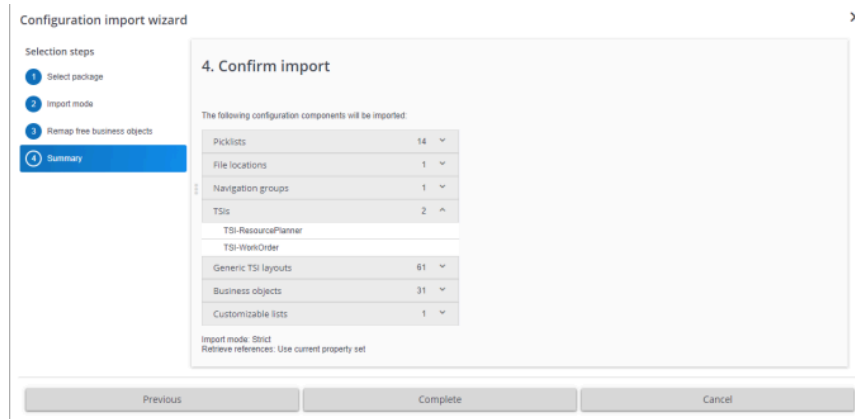 Configuration import wizard
Selection steps
1 Select package
2 Import mode
3 Remap free business objects
4 Summary
4. Confirm import
The following configuration components will be imported:
Picklists 14
File locations 1
Navigation groups 1
TSIs 2
TSI-ResourcePlanner
TSI-WorkOrder
Generic TSI layouts 61
Business objects 31
Customizable lists 1
Import mode: Strict
Retrieve references: Use current property set
Previous Complete Cancel